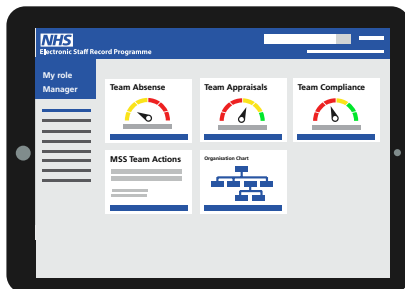 NHS
Electronic Staff Record Programme
My role
Manager
Team Absense
Team Appraisals
Team Compliance
MSS Team Actions
Organisation Chart